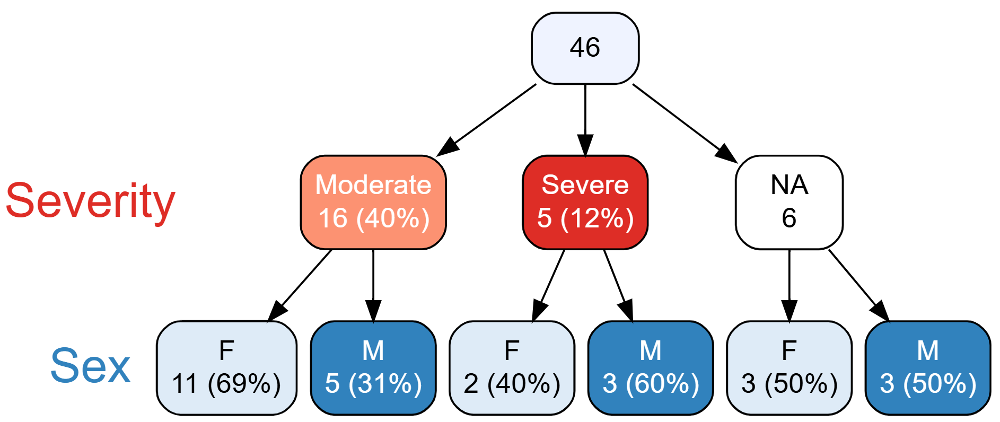 46
Severity
Moderate
16 (40%)
Severe
5 (12%)
NA
6
Sex
F
11 (69%)
M
5 (31%)
F
2 (40%)
M
3 (60%)
F
3 (50%)
M
3 (50%)